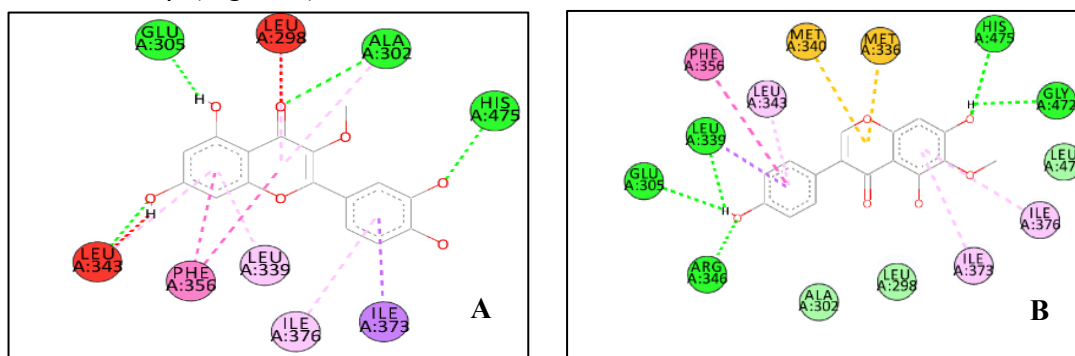 GLU
A:305
LEU
A:298
ALA
A:302
HIS
A:475
H
O
O
O
O
O
H
O
O
LEU
A:343
PHE
A:356
LEU
A:339
ILE
A:376
ILE
A:373
A
MET
A:340
MET
A:336
HIS
A:475
PHE
A:356
LEU
A:343
GLY
A:472
LEU
A:339
LEU
A:47
GLU
A:305
H
O
O
O
O
O
H
O
ILE
A:376
ARG
A:346
ILE
A:373
LEU
A:298
ALA
A:302
B